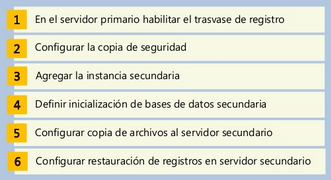 1 En el servidor primario habilitar el trasvase de registro
2 Configurar la copia de seguridad
3 Agregar la instancia secundaria
4 Definir inicialización de bases de datos secundaria
5 Configurar copia de archivos al servidor secundario
6 Configurar restauración de registros en servidor secundario